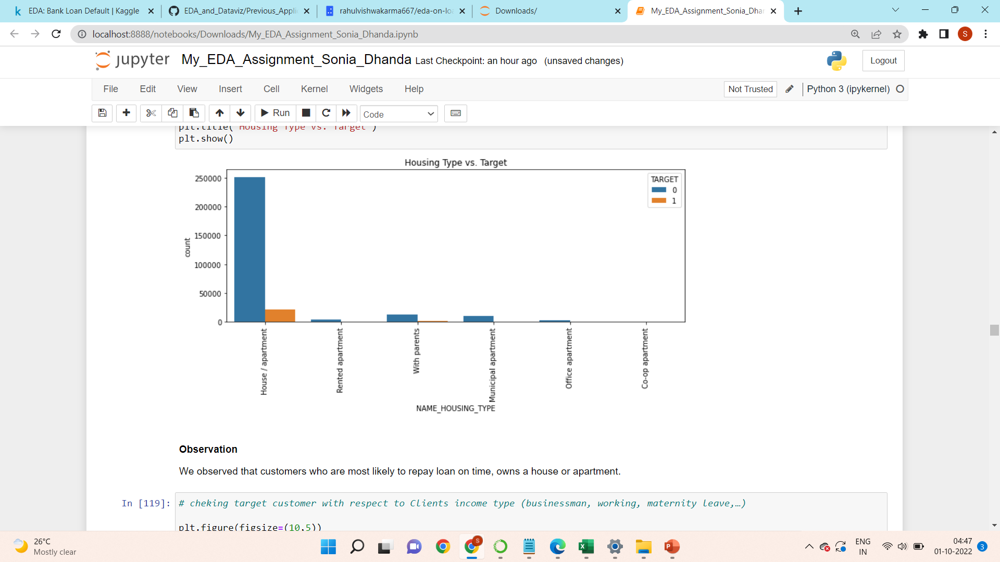 EDA: Bank Loan Default | Kaggle
EDA_and_Dataviz/Previous_Appli
rahulvishwakarma667/eda-on-loa
Downloads/
My_EDA_Assignment_Sonia_Dhan
localhost:8888/notebooks/Downloads/My_EDA_Assignment_Sonia_Dhanda.ipynb
S
jupyter My_EDA_Assignment_Sonia_Dhanda Last Checkpoint: an hour ago (unsaved changes)
Logout
File Edit View Insert Cell Kernel Widgets Help
Not Trusted Python 3 (ipykernel)
Run Code
plt.title("Housing Type vs. Target")
plt.show()
Housing Type vs. Target
250000
200000
150000
100000
50000
0
count
TARGET
0
1
House / apartment
Rented apartment
With parents
Municipal apartment
Office apartment
Co-op apartment
NAME_HOUSING_TYPE
Observation
We observed that customers who are most likely to repay loan on time, owns a house or apartment.
In [119]: # cheking target customer with respect to Clients income type (businessman, working, maternity leave,…)
plt.figure(figsize=(10,5))
26°C
Mostly clear
ENG
IN
04:47
01-10-2022
3